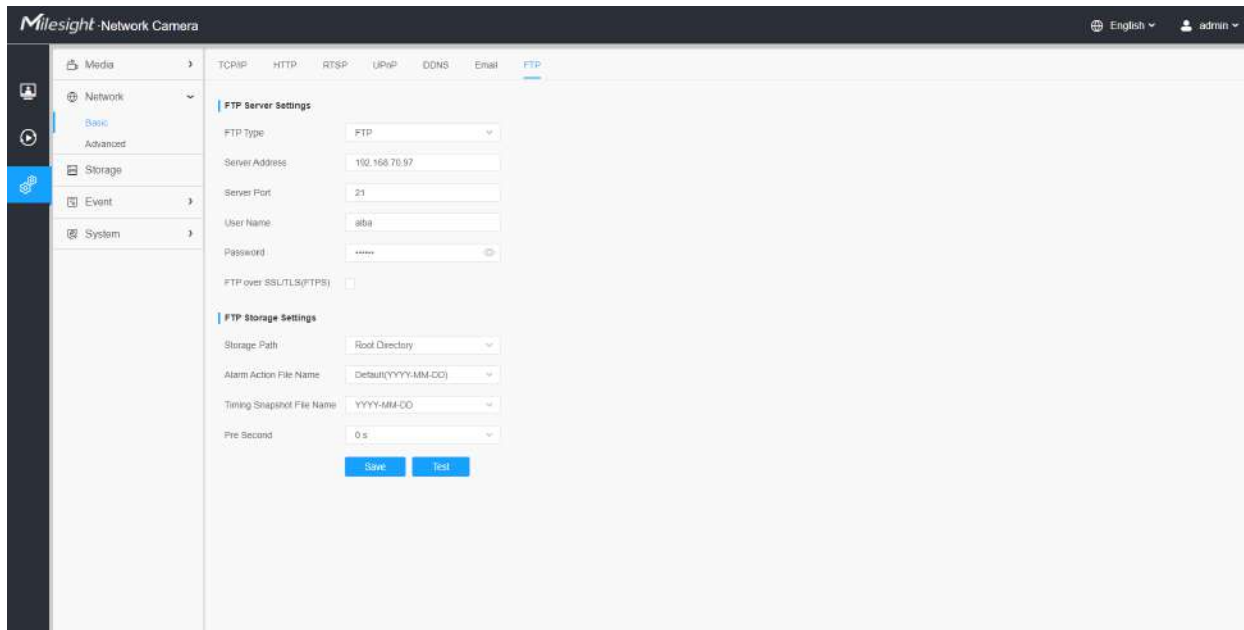 Milesight·Network Camera
English
admin
Media
Network
Basic
Advanced
Storage
Event
System
TCP/IP HTTP RTSP UPnP DDNS Email FTP
FTP Server Settings
FTP Type FTP
Server Address 192.168.70.97
Server Port 21
User Name aiba
Password ••••••
FTP over SSL/TLS(FTPS)
FTP Storage Settings
Storage Path Root Directory
Alarm Action File Name Default(YYYY-MM-DD)
Timing Snapshot File Name YYYY-MM-DD
Pre Second 0 s
Save Test